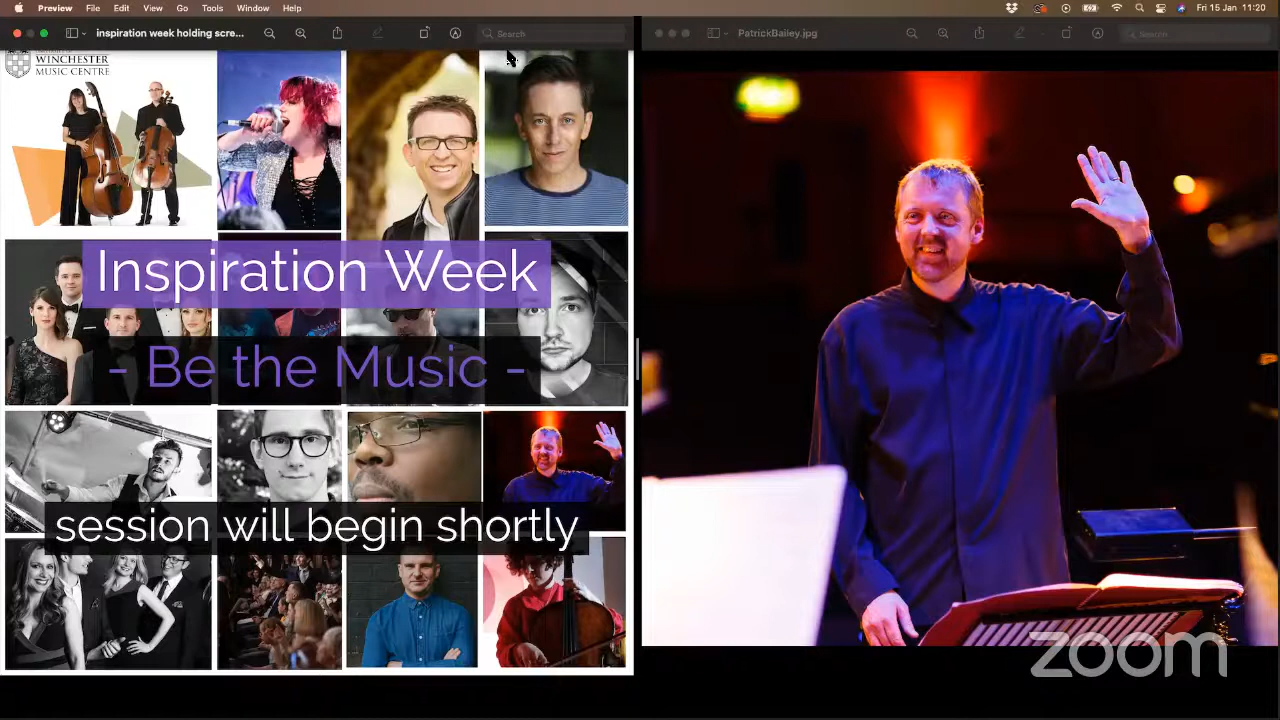 Preview File Edit View Go Tools Window Help
Fri 15 Jan 11:20
inspiration week holding scre...
Search
PatrickBailey.jpg
Search
WINCHESTER
MUSIC CENTRE
Inspiration Week
- Be the Music -
session will begin shortly
zoom